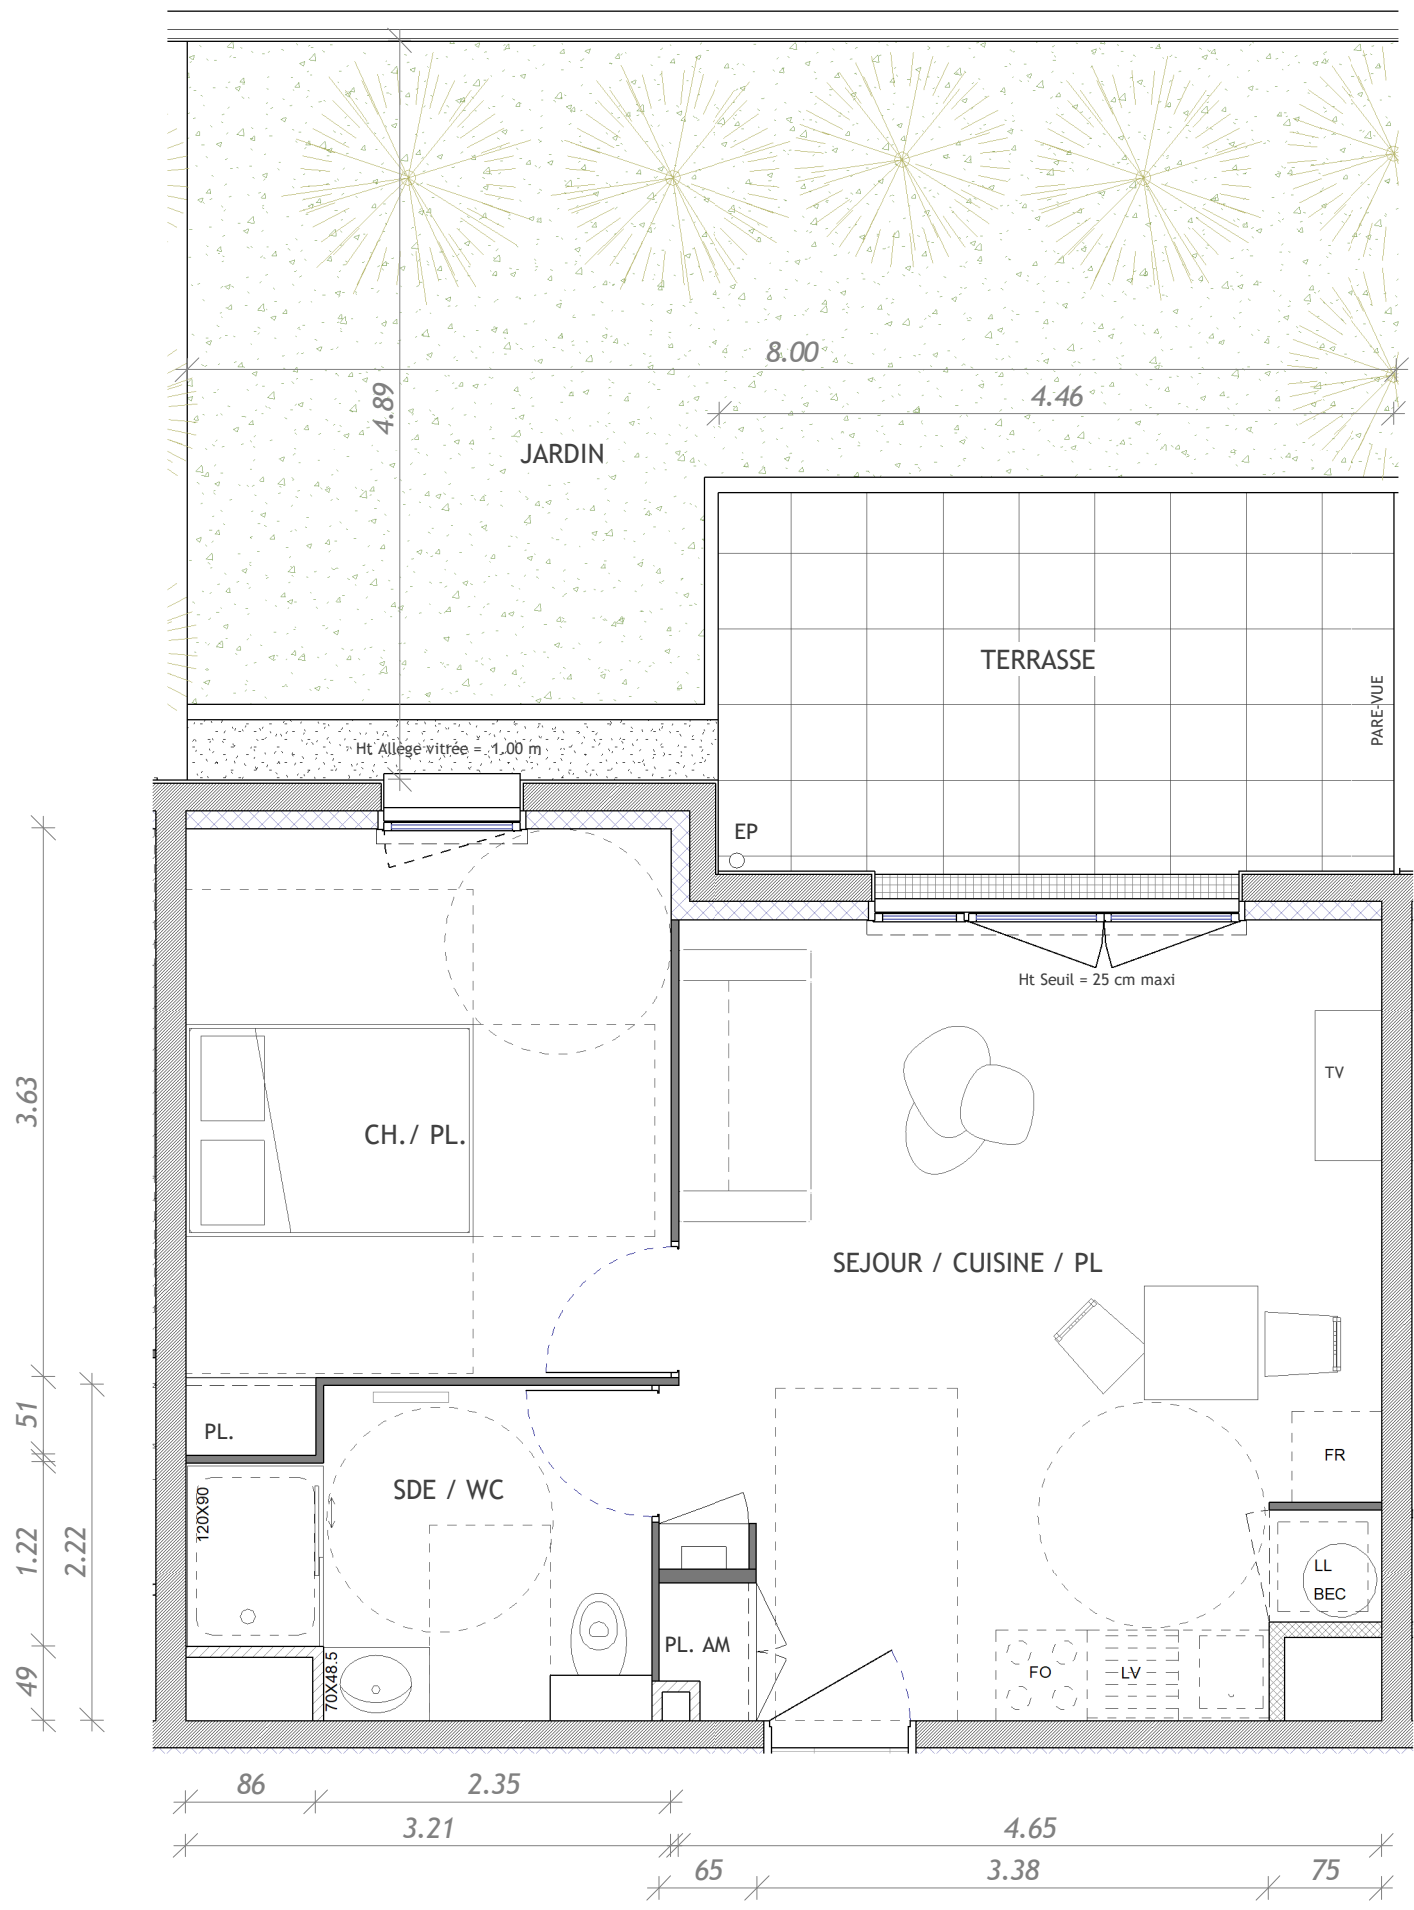 8.00
4.89
4.46
JARDIN
TERRASSE
PARE-VUE
Ht Allège vitrée = 1.00 m
EP
Ht Seuil = 25 cm maxi
TV
3.63
CH./ PL.
SEJOUR / CUISINE / PL
51
PL.
FR
SDE / WC
120X90
1.22
2.22
LL
BEC
PL. AM
49
70X48.5
FO
LV
86
2.35
3.21
4.65
65
3.38
75